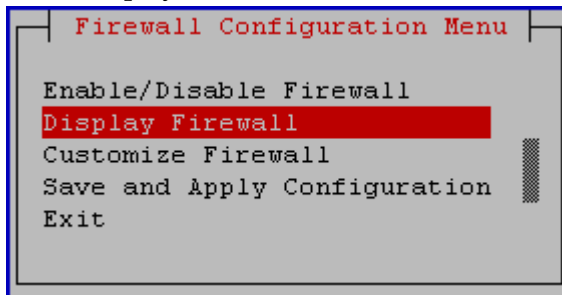 Firewall Configuration Menu
Enable/Disable Firewall
Display Firewall
Customize Firewall
Save and Apply Configuration
Exit